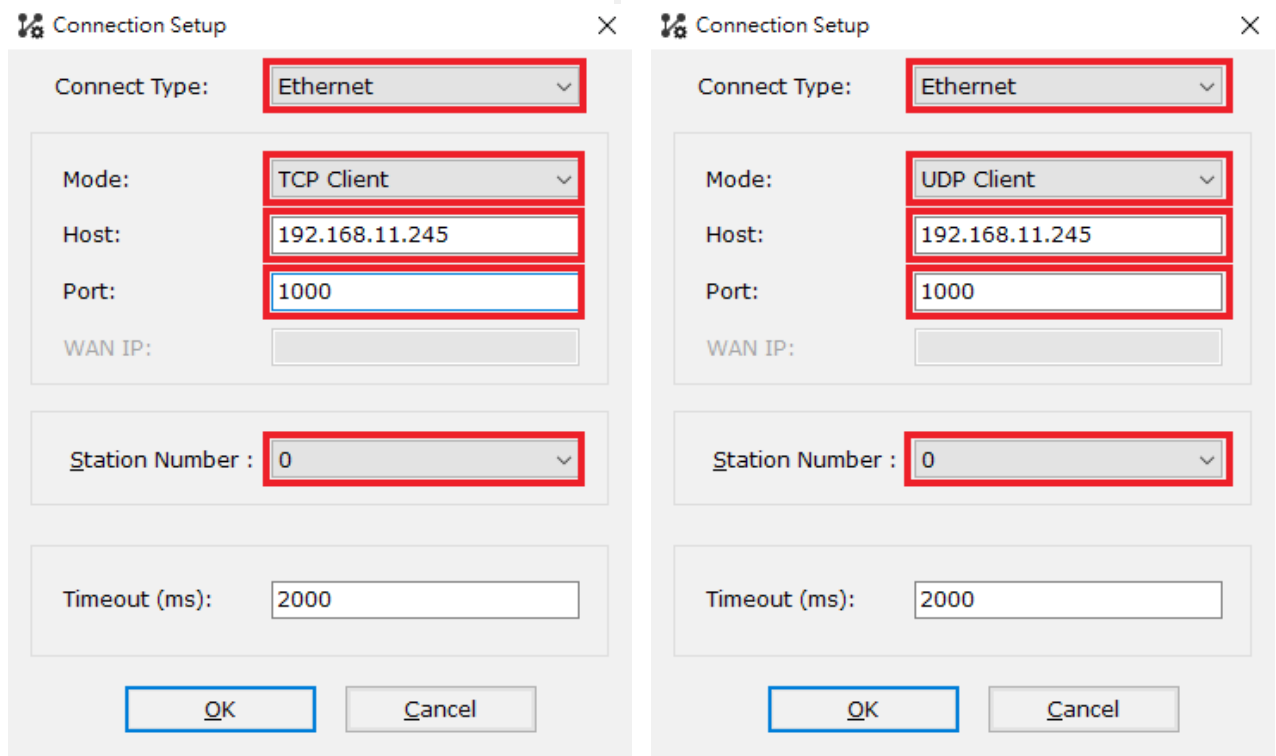 Connection Setup
Connect Type: Ethernet
Mode: TCP Client
Host: 192.168.11.245
Port: 1000
WAN IP:
Station Number : 0
Timeout (ms): 2000
OK Cancel
Connection Setup
Connect Type: Ethernet
Mode: UDP Client
Host: 192.168.11.245
Port: 1000
WAN IP:
Station Number : 0
Timeout (ms): 2000
OK Cancel